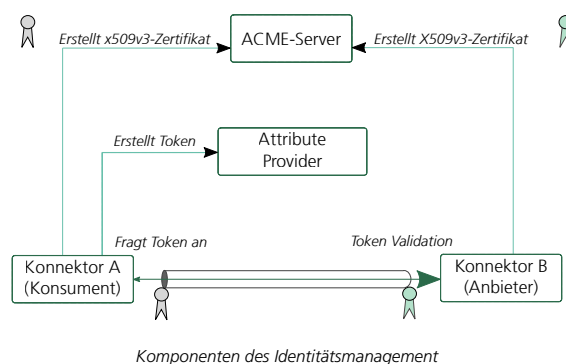 Erstellt x509v3-Zertifikat
ACME-Server
Erstellt X509v3-Zertifikat
Erstellt Token
Attribute
Provider
Fragt Token an
Token Validation
Konnektor A
(Konsument)
Konnektor B
(Anbieter)
Komponenten des Identitätsmanagement